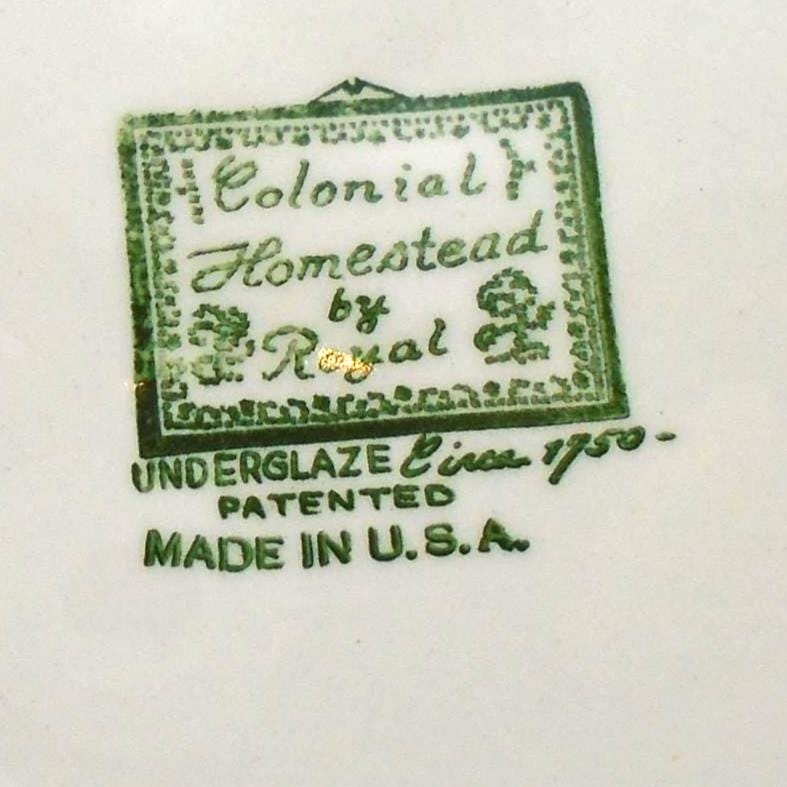 Colonial
Homestead
by
Royal
UNDERGLAZE Circa 1750-
PATENTED
MADE IN U.S.A.